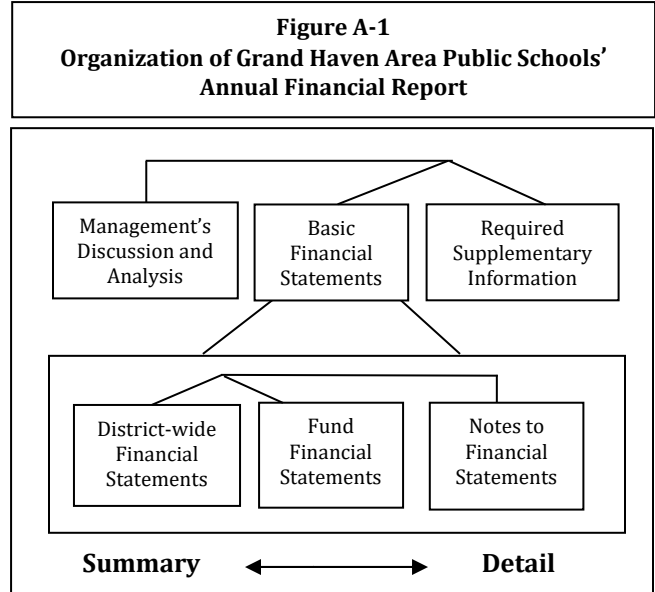 Figure A-1
Organization of Grand Haven Area Public Schools’
Annual Financial Report
Management’s
Discussion and
Analysis
Basic
Financial
Statements
Required
Supplementary
Information
District-wide
Financial
Statements
Fund
Financial
Statements
Notes to
Financial
Statements
Summary
Detail